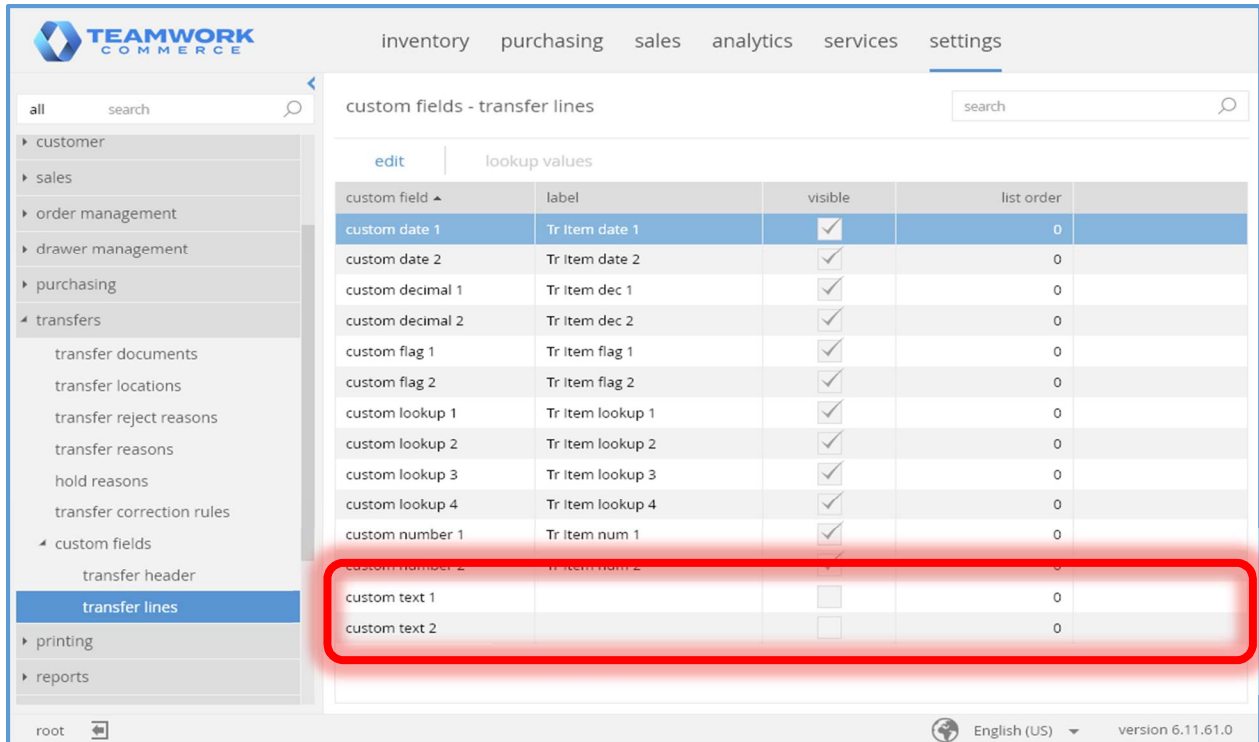 TEAMWORK
COMMERCE
inventory purchasing sales analytics services settings
all search
customer
sales
order management
drawer management
purchasing
transfers
transfer documents
transfer locations
transfer reject reasons
transfer reasons
hold reasons
transfer correction rules
custom fields
transfer header
transfer lines
printing
reports
custom fields - transfer lines search
edit lookup values
custom field label visible list order
custom date 1 Tr Item date 1 0
custom date 2 Tr Item date 2 0
custom decimal 1 Tr Item dec 1 0
custom decimal 2 Tr Item dec 2 0
custom flag 1 Tr Item flag 1 0
custom flag 2 Tr Item flag 2 0
custom lookup 1 Tr Item lookup 1 0
custom lookup 2 Tr Item lookup 2 0
custom lookup 3 Tr Item lookup 3 0
custom lookup 4 Tr Item lookup 4 0
custom number 1 Tr Item num 1 0
custom number 2 Tr Item num 2 0
custom text 1 0
custom text 2 0
root English (US) version 6.11.61.0